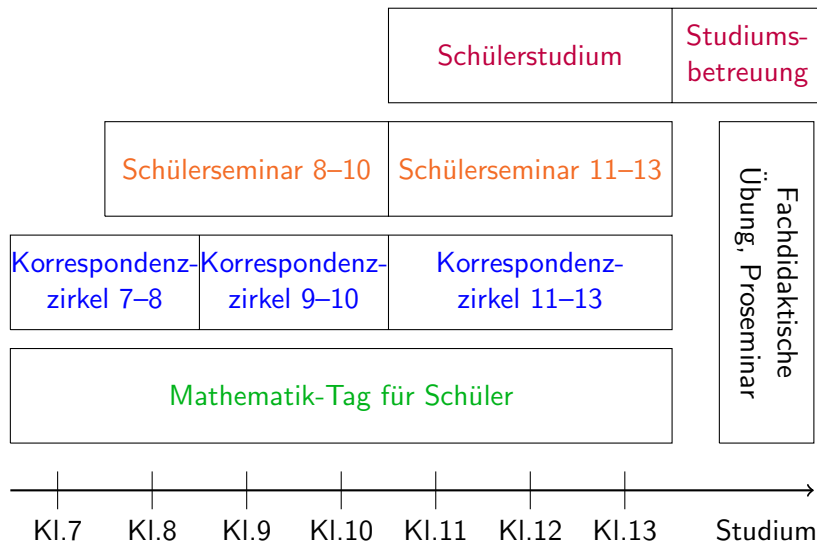 Schülerstudium
Studiums-
betreuung
Schülerseminar 8–10
Schülerseminar 11–13
Fachdidaktische
Übung, Proseminar
Korrespondenz-
zirkel 7–8
Korrespondenz-
zirkel 9–10
Korrespondenz-
zirkel 11–13
Mathematik-Tag für Schüler
Kl.7
Kl.8
Kl.9
Kl.10
Kl.11
Kl.12
Kl.13
Studium